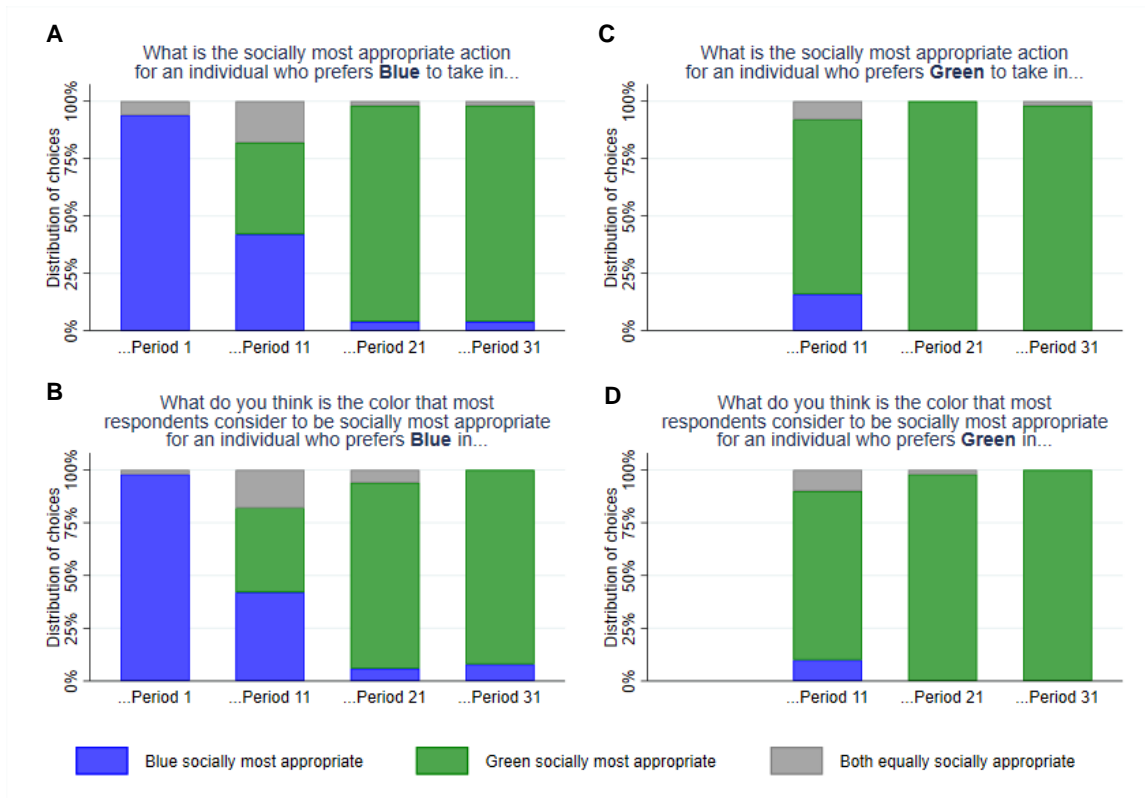 A
What is the socially most appropriate action
for an individual who prefers Blue to take in...
Distribution of choices
100%
75%
50%
25%
0%
...Period 1
...Period 11
...Period 21
...Period 31
C
What is the socially most appropriate action
for an individual who prefers Green to take in...
Distribution of choices
100%
75%
50%
25%
0%
...Period 11
...Period 21
...Period 31
B
What do you think is the color that most
respondents consider to be socially most appropriate
for an individual who prefers Blue in...
Distribution of choices
100%
75%
50%
25%
0%
...Period 1
...Period 11
...Period 21
...Period 31
D
What do you think is the color that most
respondents consider to be socially most appropriate
for an individual who prefers Green in...
Distribution of choices
100%
75%
50%
25%
0%
...Period 11
...Period 21
...Period 31
Blue socially most appropriate
Green socially most appropriate
Both equally socially appropriate